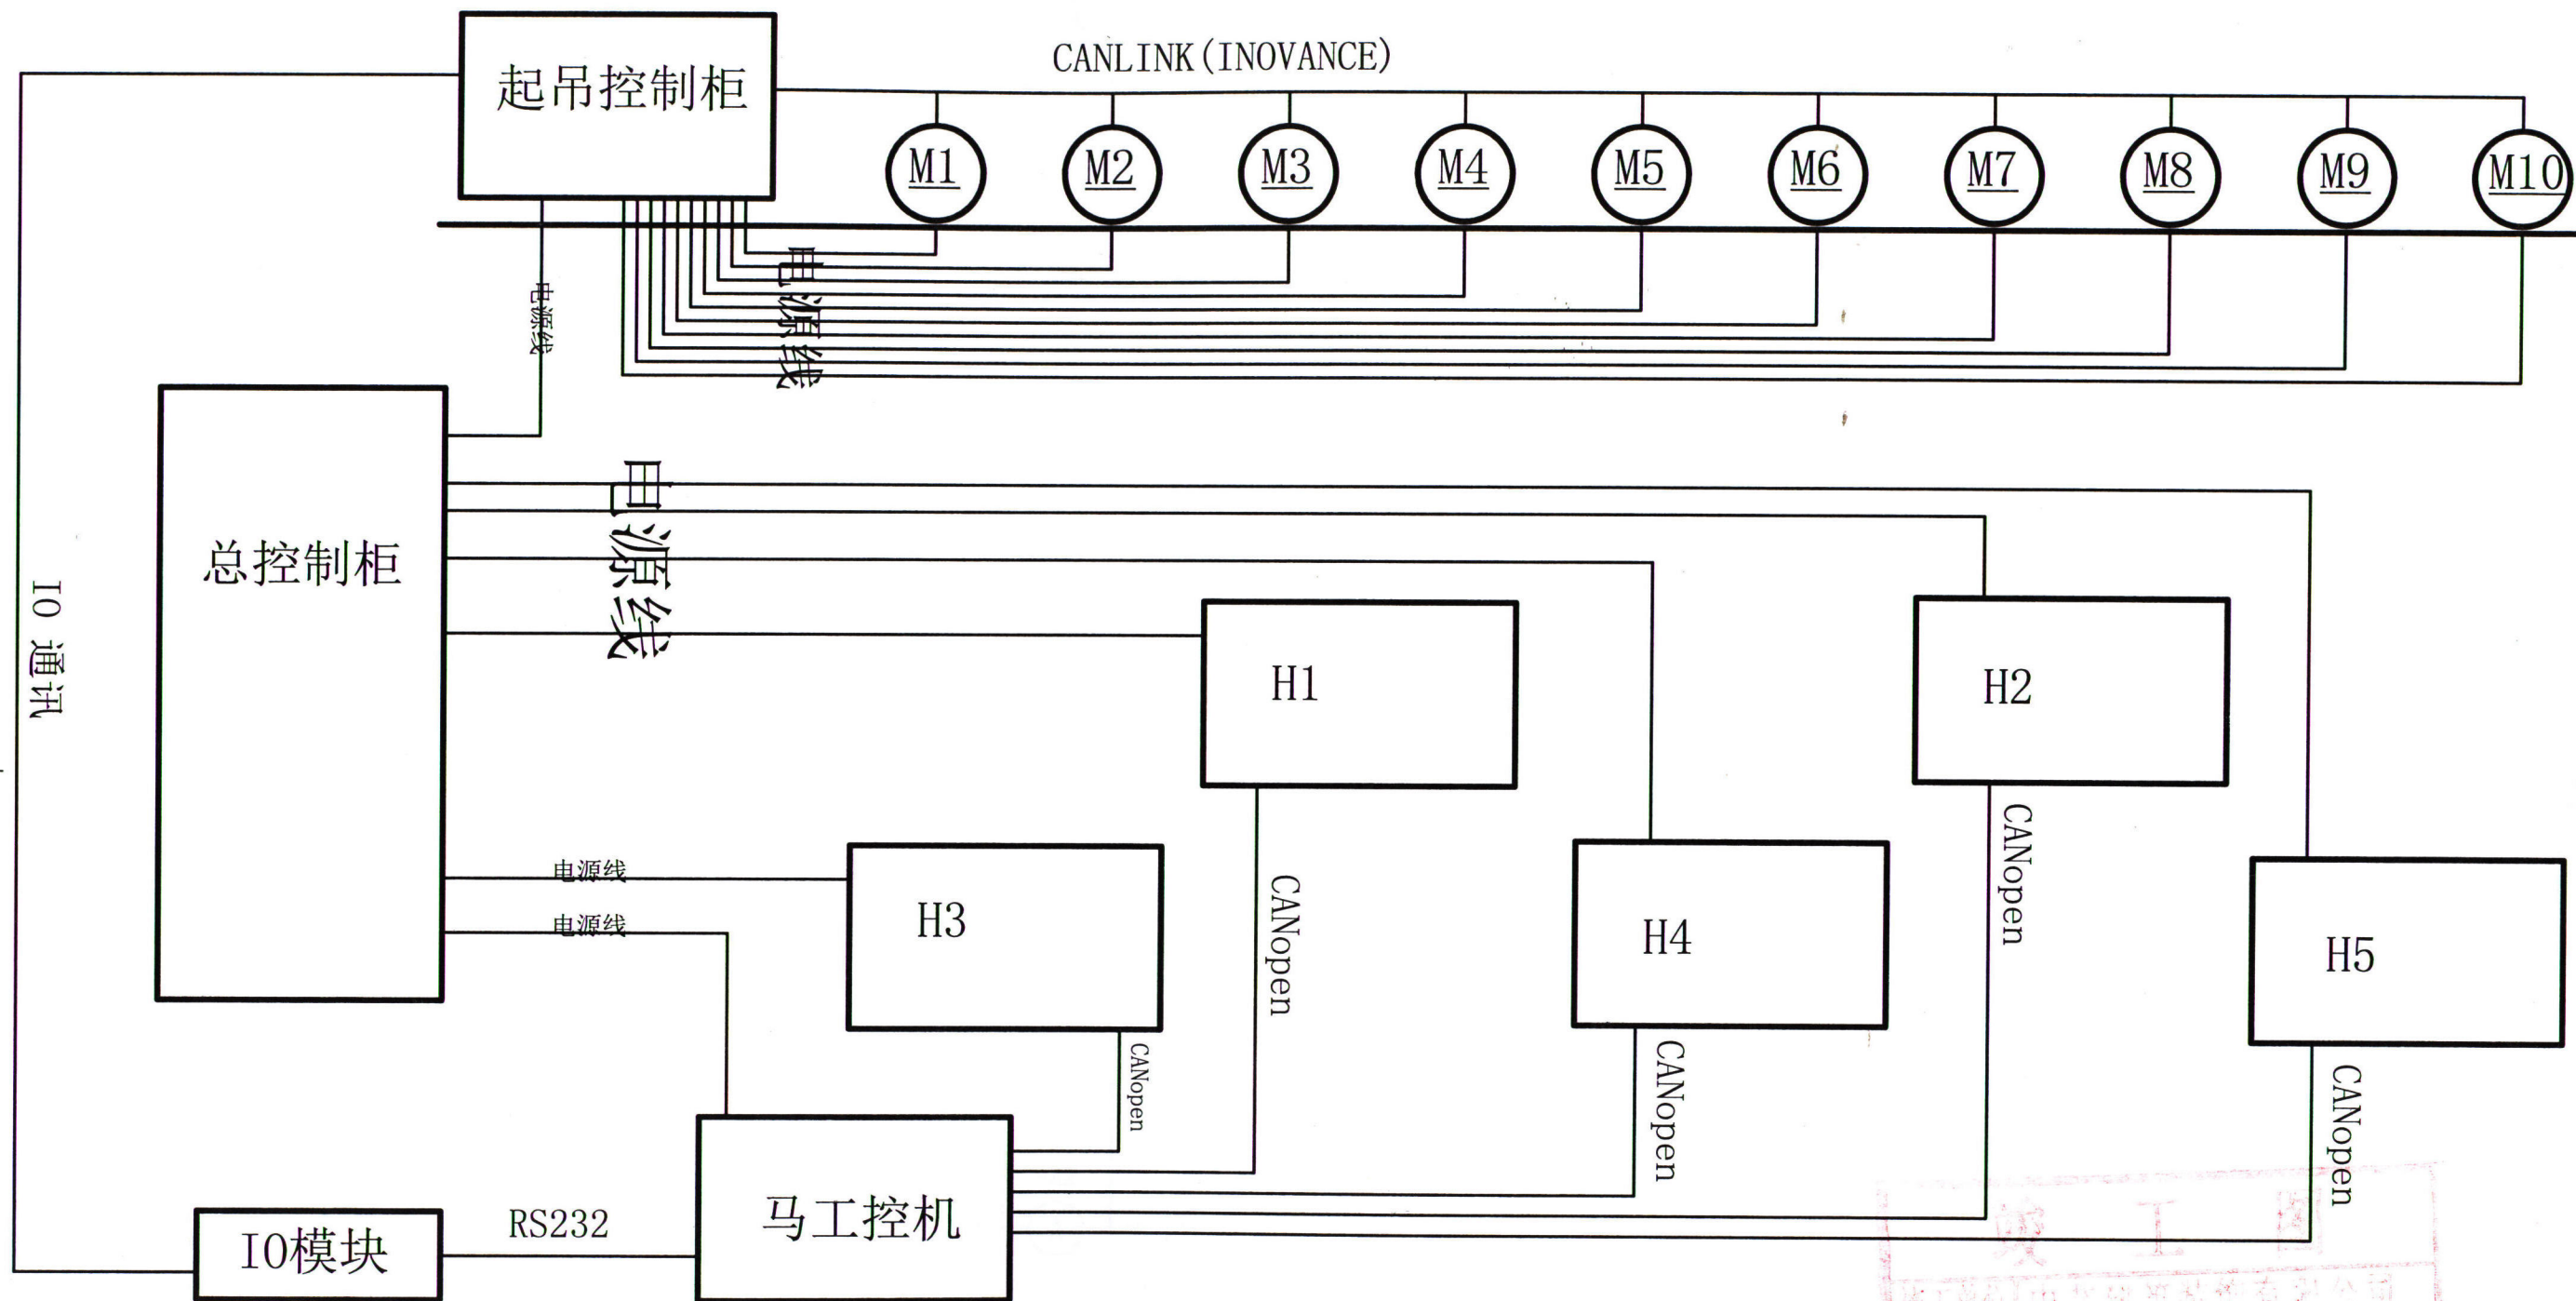 CANLINK(INOVANCE)
起吊控制柜
M1
M2
M3
M4
M5
M6
M7
M8
M9
M10
电源线
电源线
电源线
总控制柜
IO 通讯
H1
H2
CANopen
电源线
H3
CANopen
H4
H5
电源线
CANopen
CANopen
CANopen
马工控机
RS232
IO模块
竣 工 图